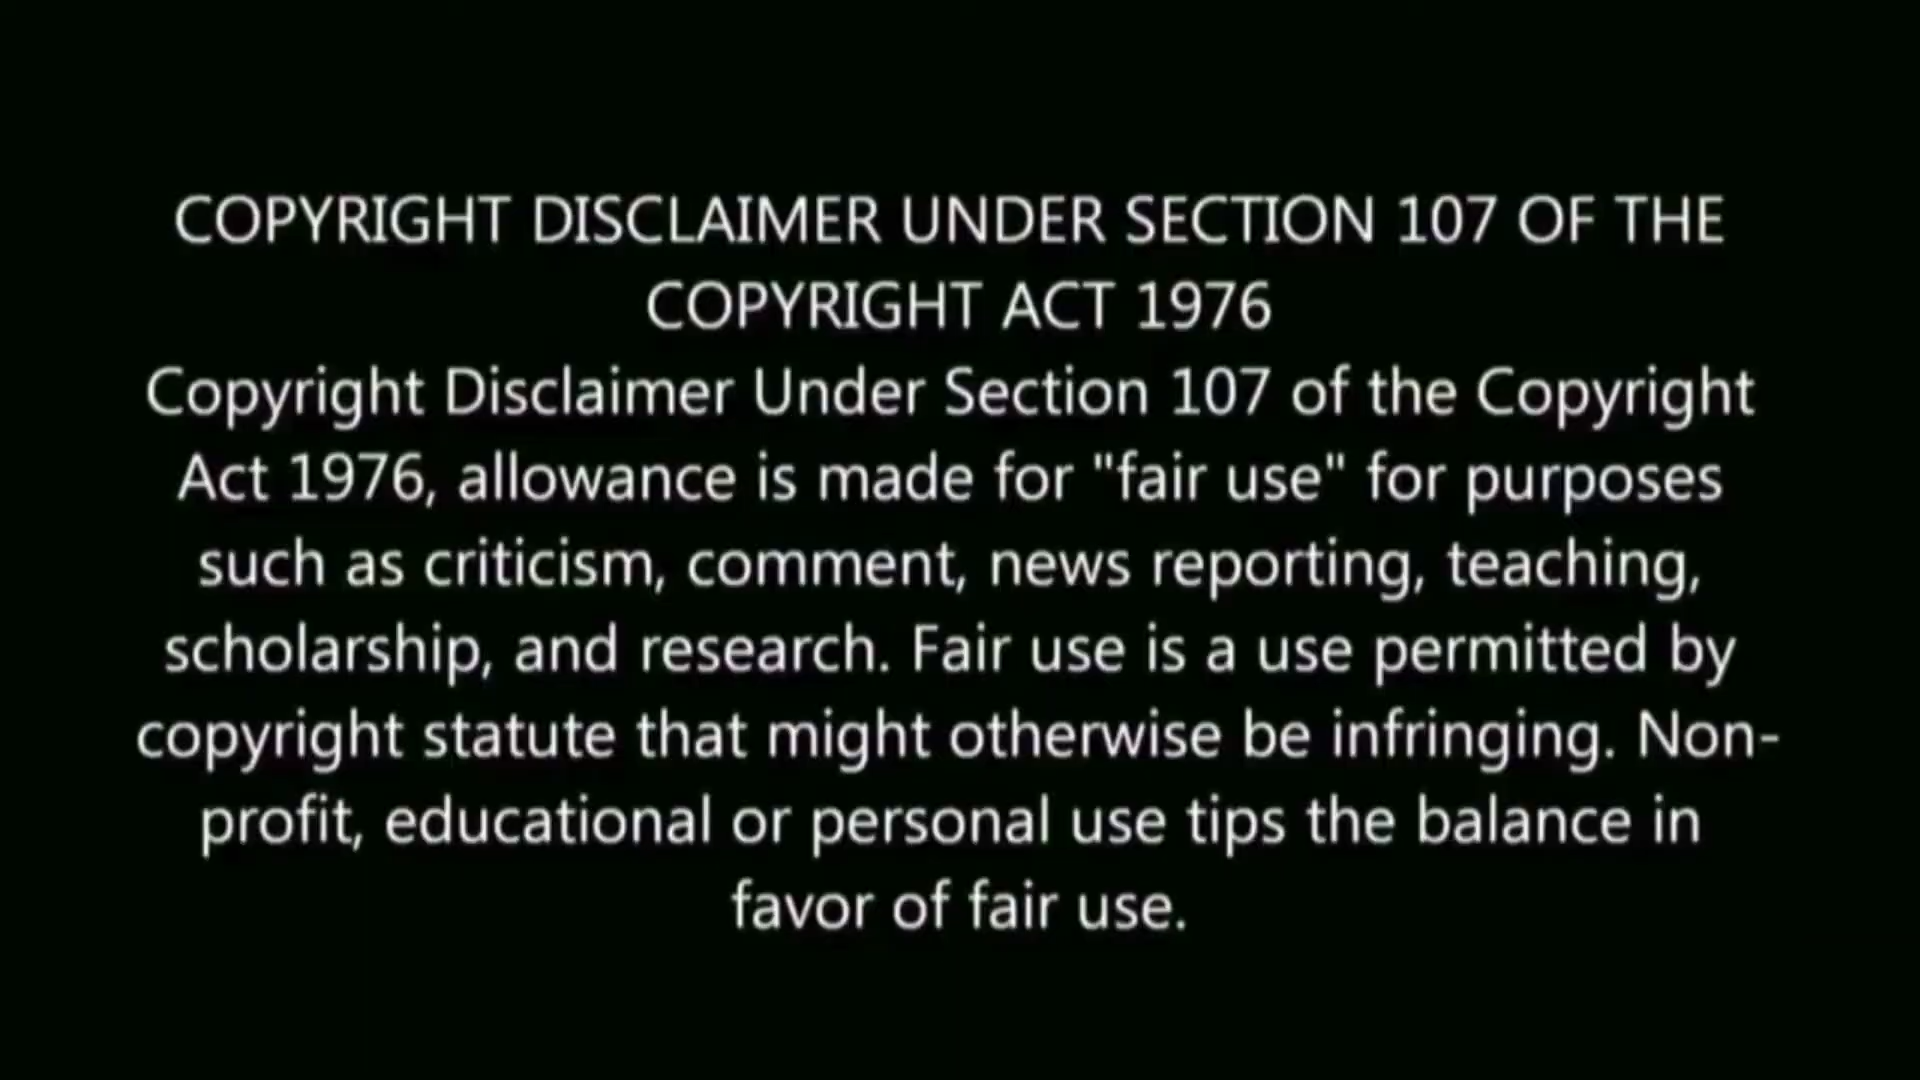 COPYRIGHT DISCLAIMER UNDER SECTION 107 OF THE
COPYRIGHT ACT 1976
Copyright Disclaimer Under Section 107 of the Copyright
Act 1976, allowance is made for "fair use" for purposes
such as criticism, comment, news reporting, teaching,
scholarship, and research. Fair use is a use permitted by
copyright statute that might otherwise be infringing. Non-
profit, educational or personal use tips the balance in
favor of fair use.